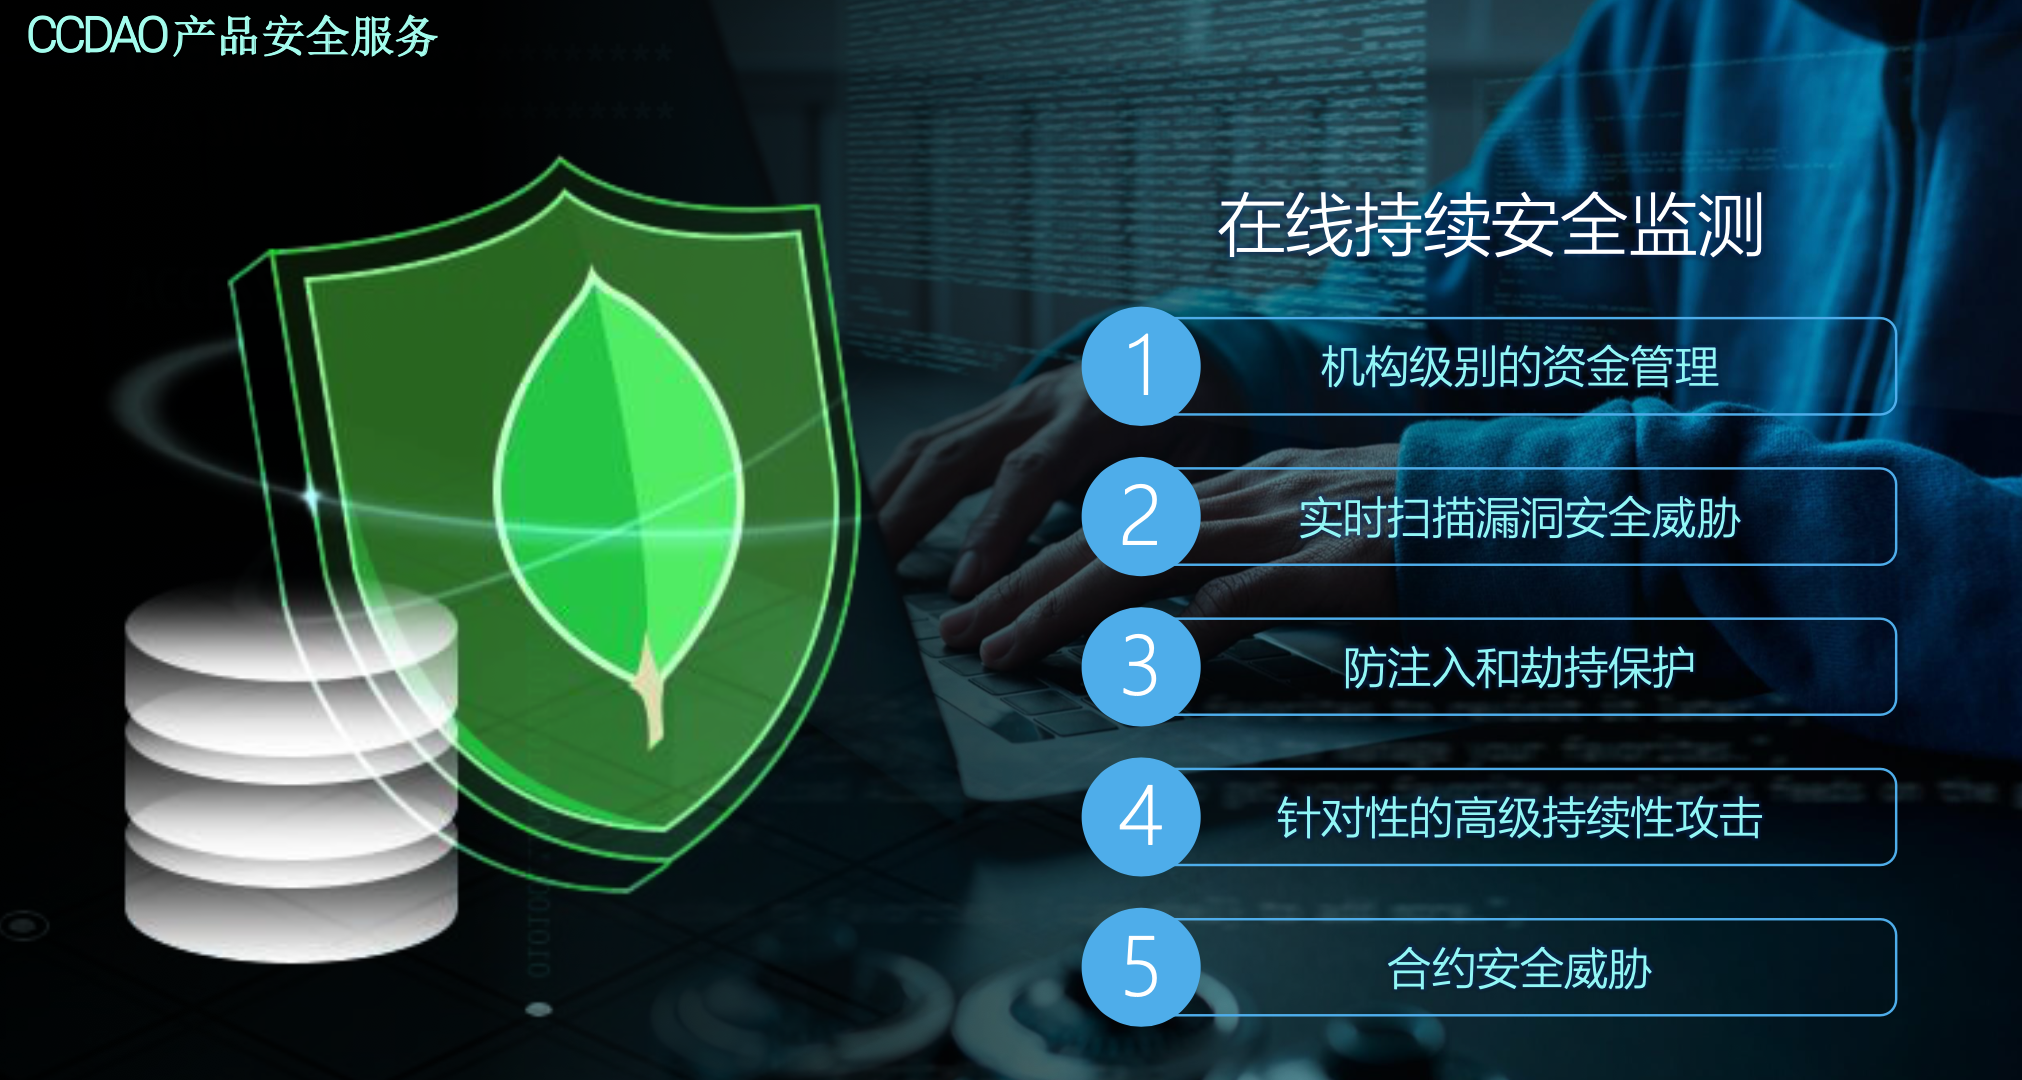 CCDAO产品安全服务
在线持续安全监测
1 机构级别的资金管理
2 实时扫描漏洞安全威胁
3 防注入和劫持保护
4 针对性的高级持续性攻击
5 合约安全威胁